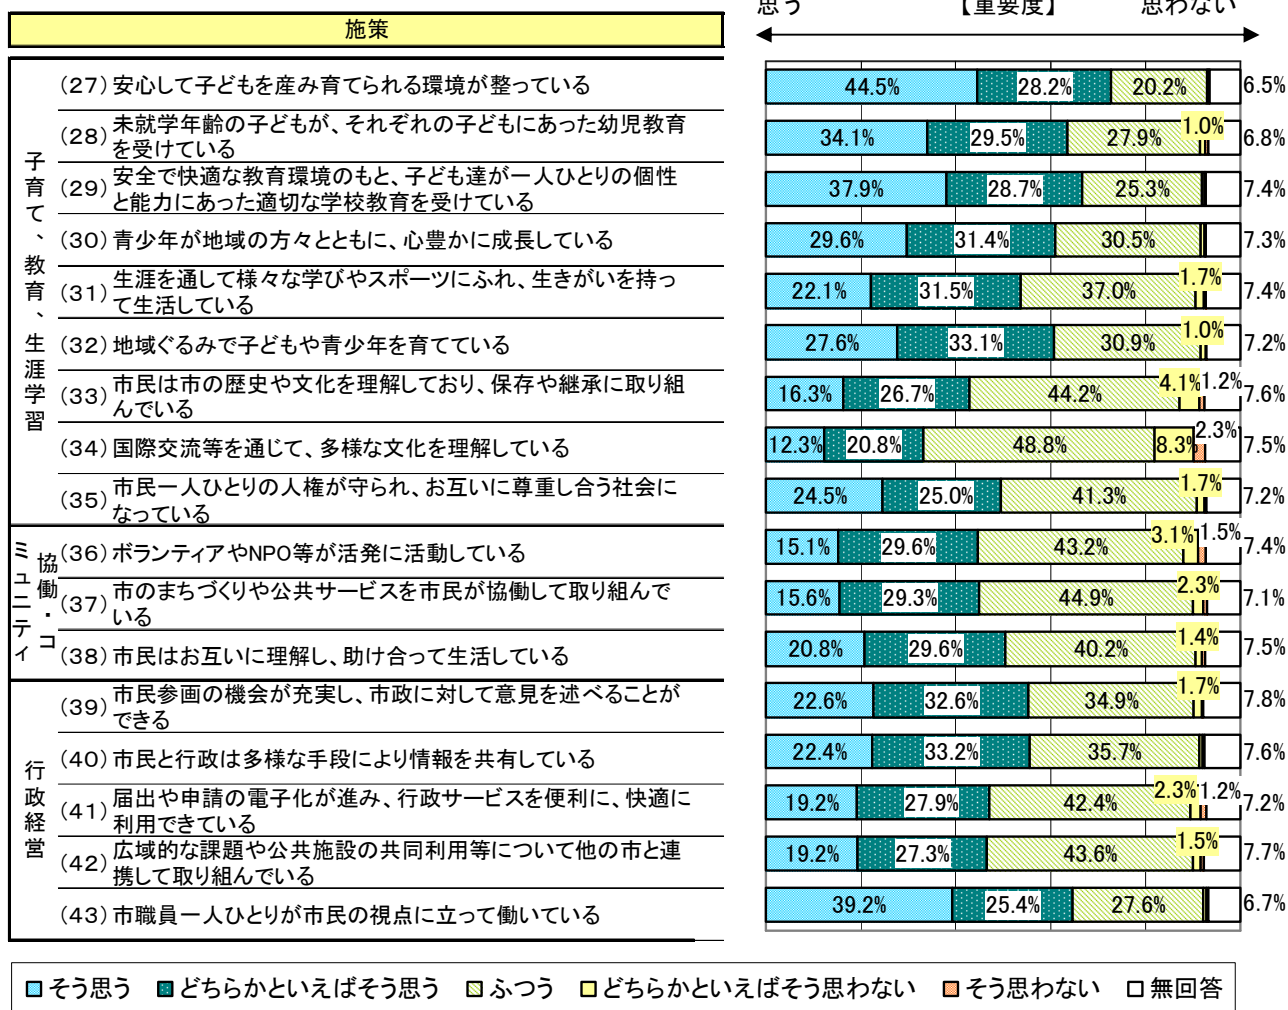 思う 【重要度】 思わない
施策
子育て、教育、生涯学習
(27) 安心して子どもを産み育てられる環境が整っている
44.5% 28.2% 20.2% 6.5%
(28) 未就学年齢の子どもが、それぞれの子どもにあった幼児教育
を受けている
34.1% 29.5% 27.9% 1.0% 6.8%
(29) 安全で快適な教育環境のもと、子ども達が一人ひとりの個性
と能力にあった適切な学校教育を受けている
37.9% 28.7% 25.3% 7.4%
(30) 青少年が地域の方々とともに、心豊かに成長している
29.6% 31.4% 30.5% 7.3%
(31) 生涯を通して様々な学びやスポーツにふれ、生きがいを持っ
て生活している
22.1% 31.5% 37.0% 1.7% 7.4%
(32) 地域ぐるみで子どもや青少年を育てている
27.6% 33.1% 30.9% 1.0% 7.2%
(33) 市民は市の歴史や文化を理解しており、保存や継承に取り組
んでいる
16.3% 26.7% 44.2% 4.1% 1.2% 7.6%
(34) 国際交流等を通じて、多様な文化を理解している
12.3% 20.8% 48.8% 8.3% 2.3% 7.5%
(35) 市民一人ひとりの人権が守られ、お互いに尊重し合う社会に
なっている
24.5% 25.0% 41.3% 1.7% 7.2%
協働・コ
ミュニティ
(36) ボランティアやNPO等が活発に活動している
15.1% 29.6% 43.2% 3.1% 1.5% 7.4%
(37) 市のまちづくりや公共サービスを市民が協働して取り組んで
いる
15.6% 29.3% 44.9% 2.3% 7.1%
(38) 市民はお互いに理解し、助け合って生活している
20.8% 29.6% 40.2% 1.4% 7.5%
行政経営
(39) 市民参画の機会が充実し、市政に対して意見を述べることが
できる
22.6% 32.6% 34.9% 1.7% 7.8%
(40) 市民と行政は多様な手段により情報を共有している
22.4% 33.2% 35.7% 7.6%
(41) 届出や申請の電子化が進み、行政サービスを便利に、快適に
利用できている
19.2% 27.9% 42.4% 2.3% 1.2% 7.2%
(42) 広域的な課題や公共施設の共同利用等について他の市と連
携して取り組んでいる
19.2% 27.3% 43.6% 1.5% 7.7%
(43) 市職員一人ひとりが市民の視点に立って働いている
39.2% 25.4% 27.6% 6.7%
そう思う どちらかといえばそう思う ふつう どちらかといえばそう思わない そう思わない 無回答